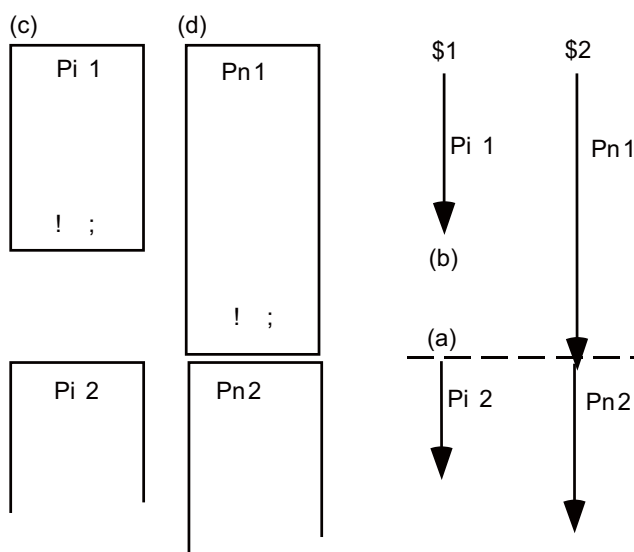 (c) (d)
Pi 1
Pn1
$1 $2
Pi 1
Pn1
! ;
(b)
! ;
(a)
Pi 2
Pn2
Pi 2
Pn2